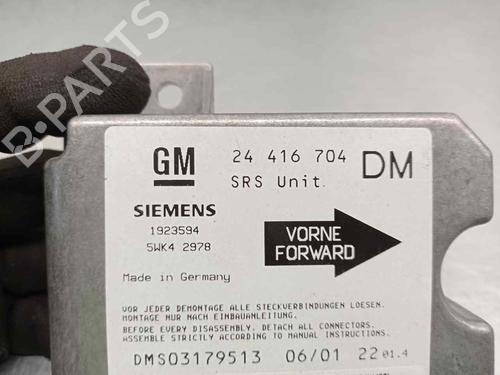 B-PARTS
GM
24 416 704 DM
SRS Unit
SIEMENS
1923594
5WK4 2978
VORNE
FORWARD
Made in Germany
VOR JEDER DEMONTAGE ALLE STECKVERBINDUNGEN LOESEN.
MONTAGE NUR MACH EINBAUANLEITUNG.
BEFORE EVERY DISASSEMBLY, DETACH ALL CONNECTORS.
ASSEMBLE STRICTLY ACCORDING TO MANUAL INSTRUCTIONS.
DMS03179513 06/01 22 01.4